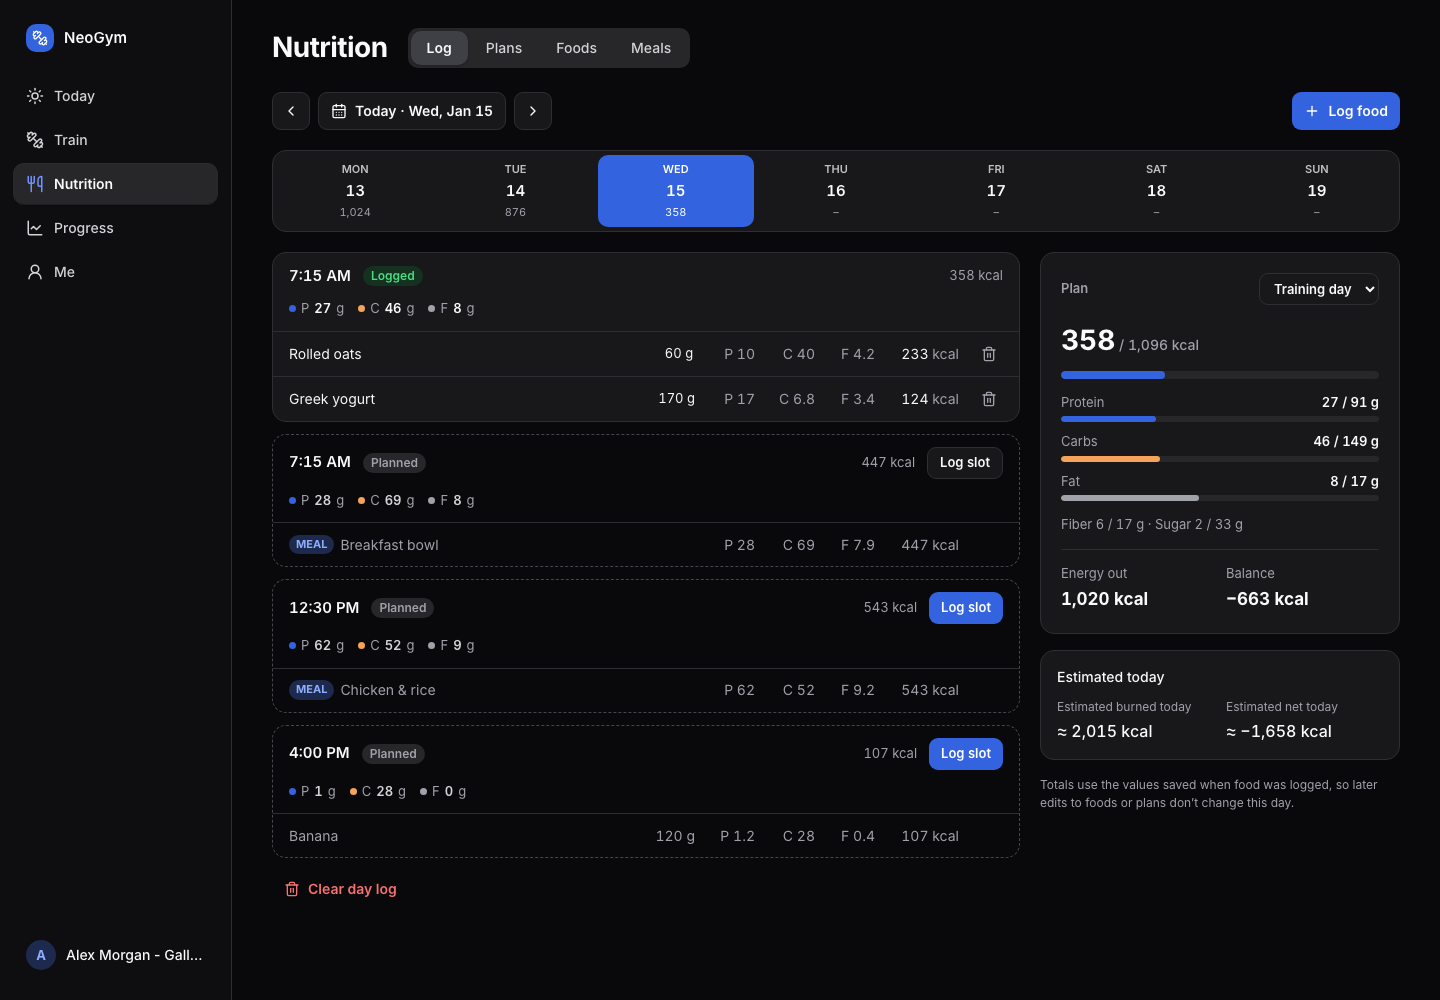 NeoGym
Today
Train
Nutrition
Progress
Me
Alex Morgan - Gall...
A
Nutrition
Log
Plans
Foods
Meals
Today · Wed, Jan 15
Log food
MON
13
1,024
TUE
14
876
WED
15
358
THU
16
–
FRI
17
–
SAT
18
–
SUN
19
–
7:15 AM Logged 358 kcal
P 27 g C 46 g F 8 g
Rolled oats 60 g P 10 C 40 F 4.2 233 kcal
Greek yogurt 170 g P 17 C 6.8 F 3.4 124 kcal
7:15 AM Planned 447 kcal Log slot
P 28 g C 69 g F 8 g
MEAL Breakfast bowl P 28 C 69 F 7.9 447 kcal
12:30 PM Planned 543 kcal Log slot
P 62 g C 52 g F 9 g
MEAL Chicken & rice P 62 C 52 F 9.2 543 kcal
4:00 PM Planned 107 kcal Log slot
P 1 g C 28 g F 0 g
Banana 120 g P 1.2 C 28 F 0.4 107 kcal
Clear day log
Plan Training day
358 / 1,096 kcal
Protein 27 / 91 g
Carbs 46 / 149 g
Fat 8 / 17 g
Fiber 6 / 17 g · Sugar 2 / 33 g
Energy out Balance
1,020 kcal −663 kcal
Estimated today
Estimated burned today Estimated net today
≈ 2,015 kcal ≈ −1,658 kcal
Totals use the values saved when food was logged, so later
edits to foods or plans don’t change this day.